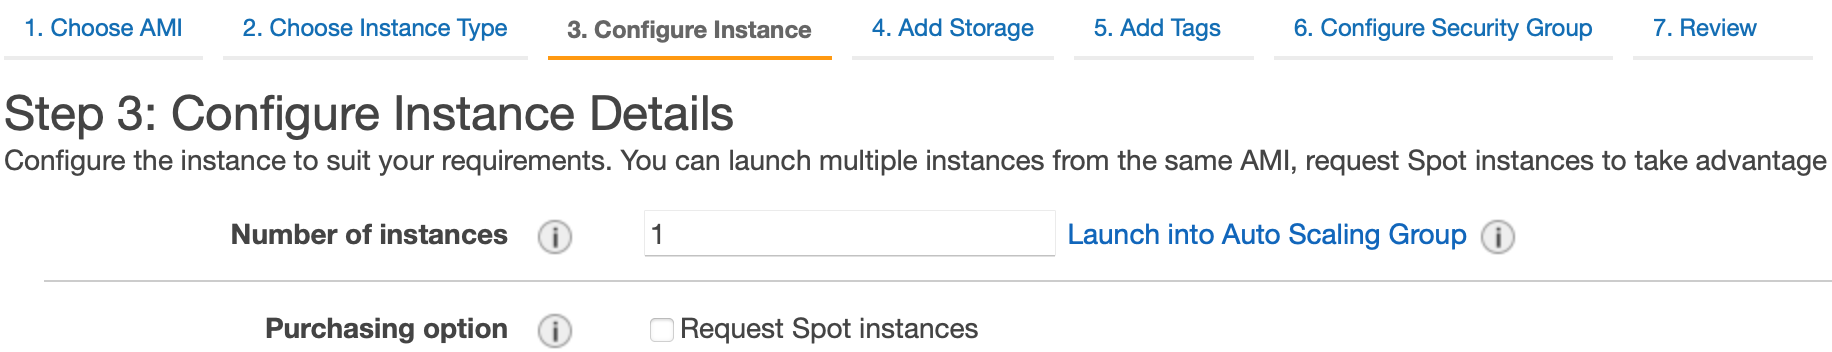 1. Choose AMI 2. Choose Instance Type 3. Configure Instance 4. Add Storage 5. Add Tags 6. Configure Security Group 7. Review
Step 3: Configure Instance Details
Configure the instance to suit your requirements. You can launch multiple instances from the same AMI, request Spot instances to take advantage
Number of instances i 1 Launch into Auto Scaling Group i
Purchasing option i Request Spot instances